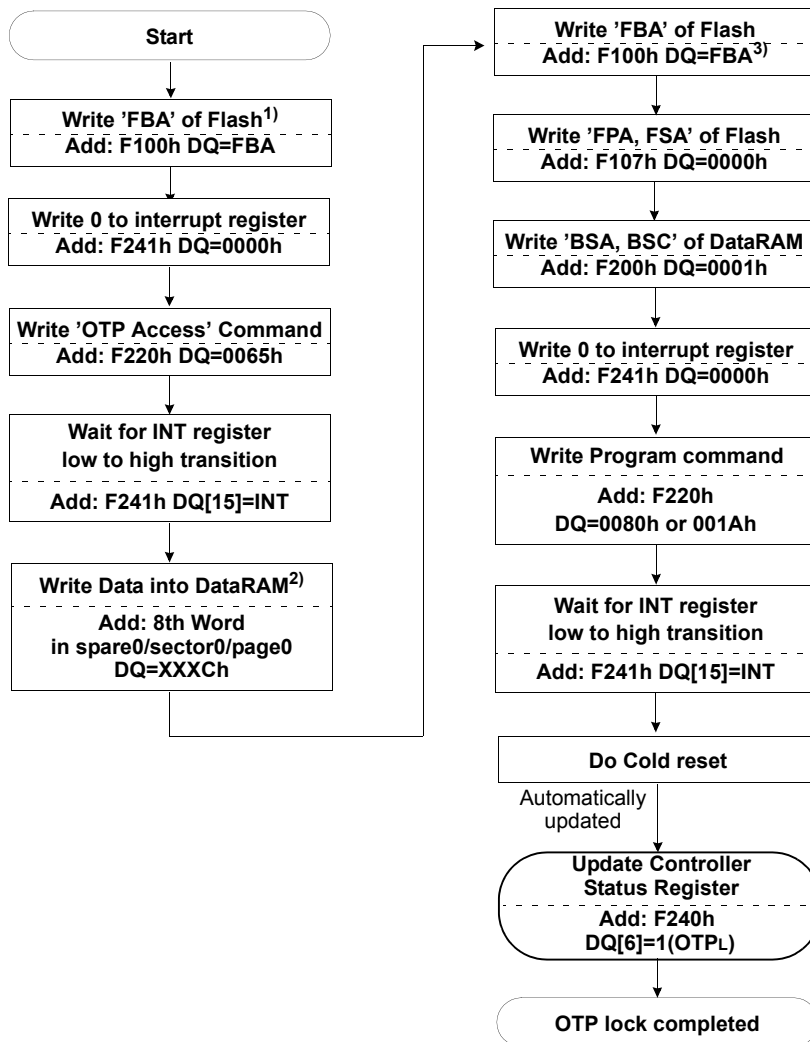 Start
Write ’FBA’ of Flash1)
Add: F100h DQ=FBA
Write 0 to interrupt register
Add: F241h DQ=0000h
Write ’OTP Access’ Command
Add: F220h DQ=0065h
Wait for INT register
low to high transition
Add: F241h DQ[15]=INT
Write Data into DataRAM2)
Add: 8th Word
in spare0/sector0/page0
DQ=XXXCh
Write ’FBA’ of Flash
Add: F100h DQ=FBA3)
Write ’FPA, FSA’ of Flash
Add: F107h DQ=0000h
Write ’BSA, BSC’ of DataRAM
Add: F200h DQ=0001h
Write 0 to interrupt register
Add: F241h DQ=0000h
Write Program command
Add: F220h
DQ=0080h or 001Ah
Wait for INT register
low to high transition
Add: F241h DQ[15]=INT
Do Cold reset
Automatically
updated
Update Controller
Status Register
Add: F240h
DQ[6]=1(OTPL)
OTP lock completed